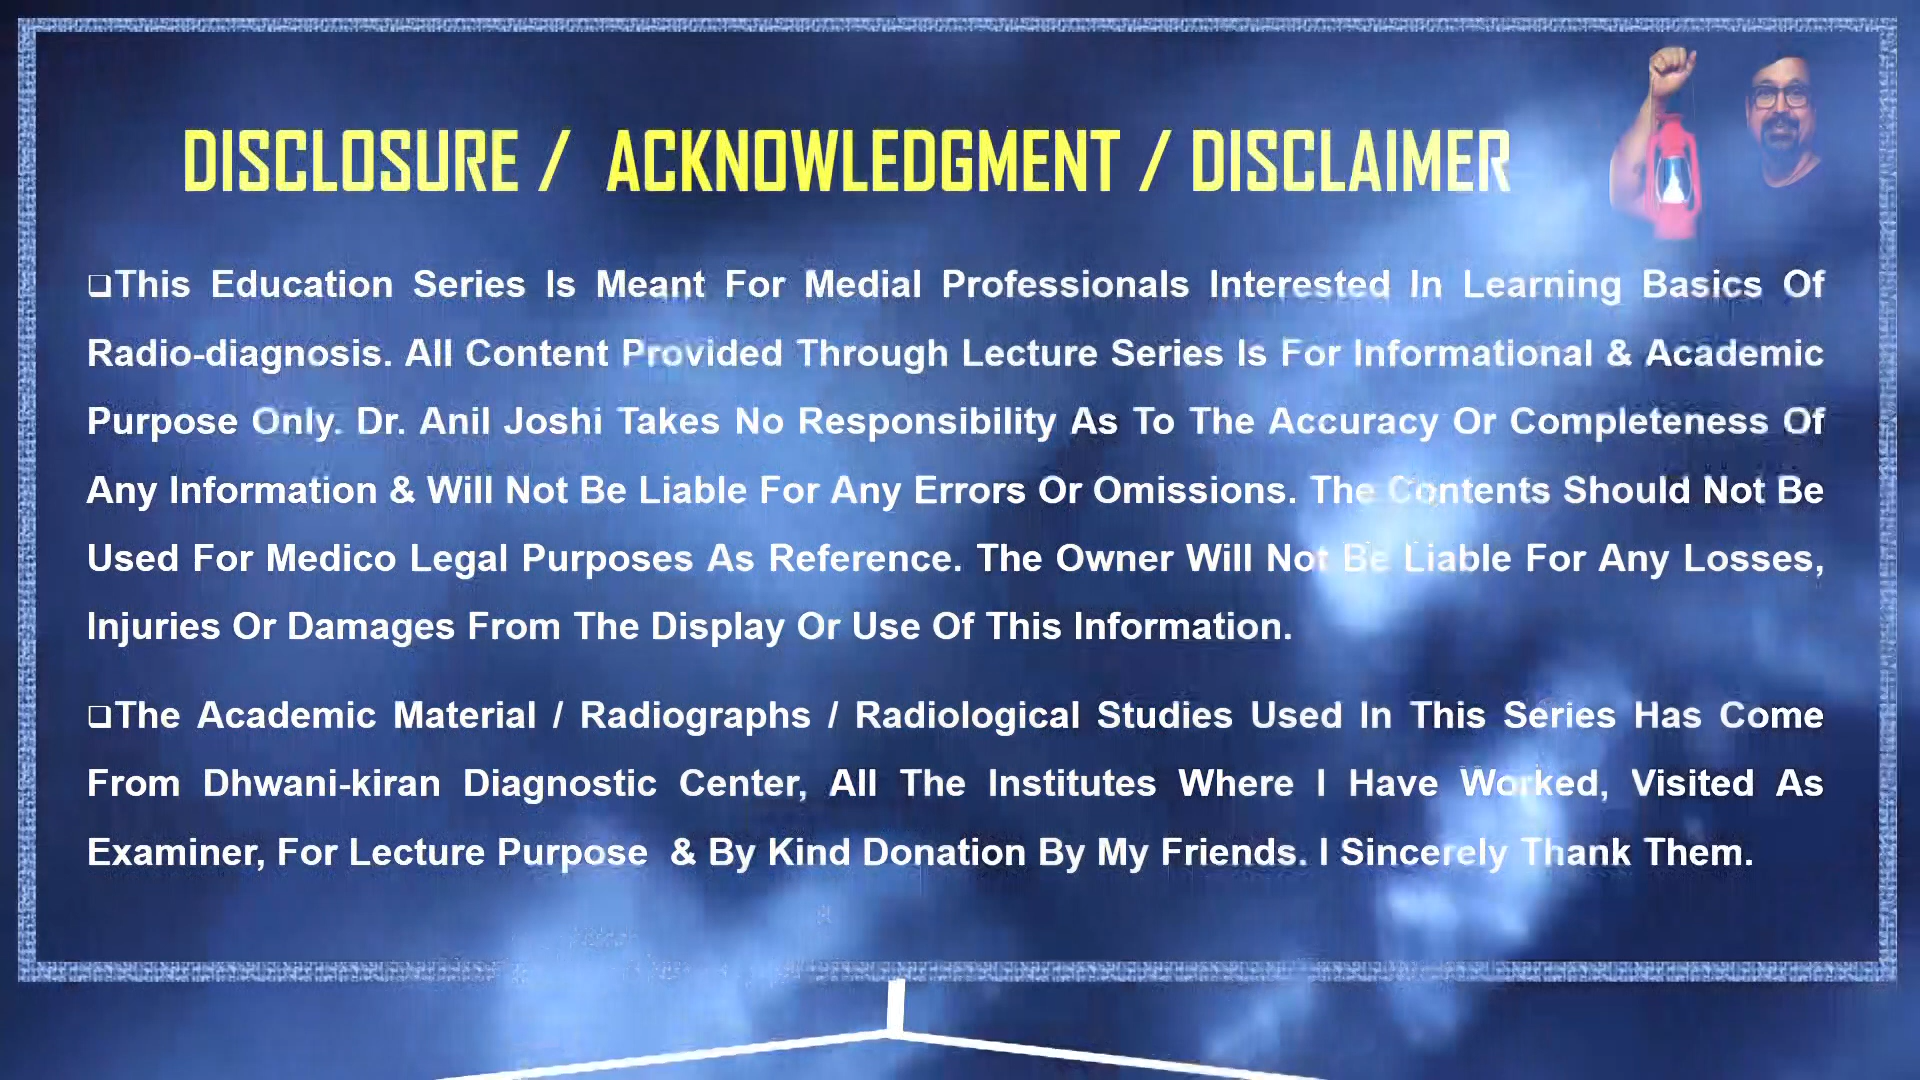 DISCLOSURE / ACKNOWLEDGMENT / DISCLAIMER
❑This Education Series Is Meant For Medial Professionals Interested In Learning Basics Of
Radio-diagnosis. All Content Provided Through Lecture Series Is For Informational & Academic
Purpose Only. Dr. Anil Joshi Takes No Responsibility As To The Accuracy Or Completeness Of
Any Information & Will Not Be Liable For Any Errors Or Omissions. The Contents Should Not Be
Used For Medico Legal Purposes As Reference. The Owner Will Not Be Liable For Any Losses,
Injuries Or Damages From The Display Or Use Of This Information.
❑The Academic Material / Radiographs / Radiological Studies Used In This Series Has Come
From Dhwani-kiran Diagnostic Center, All The Institutes Where I Have Worked, Visited As
Examiner, For Lecture Purpose & By Kind Donation By My Friends. I Sincerely Thank Them.